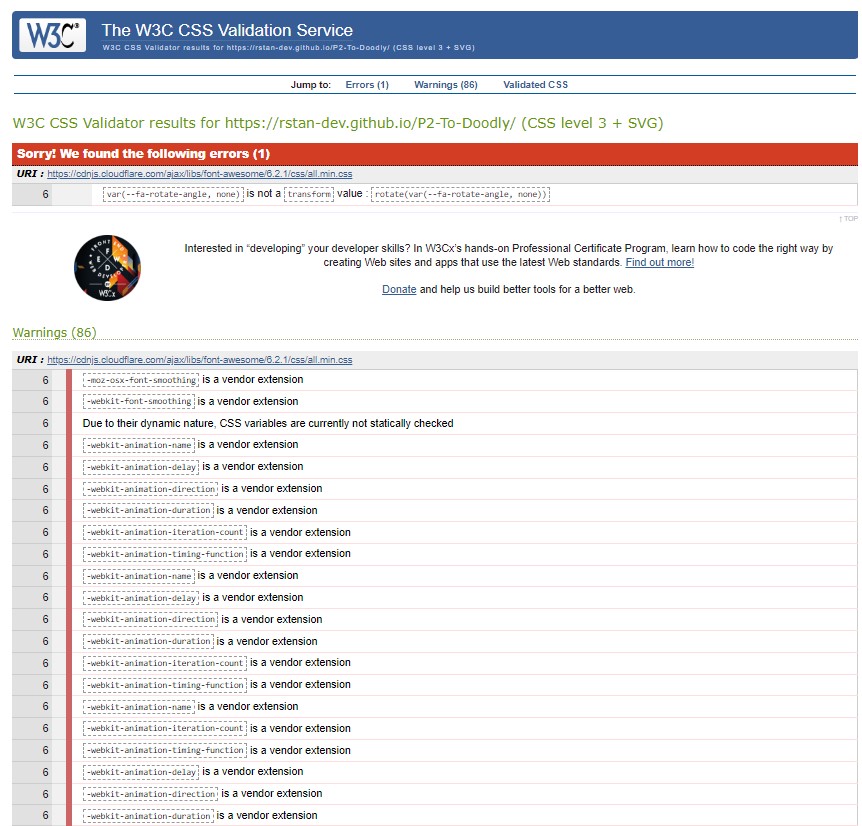 W3C®
The W3C CSS Validation Service
W3C CSS Validator results for https://rstan-dev.github.io/P2-To-Doodly/ (CSS level 3 + SVG)
Jump to: Errors (1) Warnings (86) Validated CSS
W3C CSS Validator results for https://rstan-dev.github.io/P2-To-Doodly/ (CSS level 3 + SVG)
Sorry! We found the following errors (1)
URI : https://cdnjs.cloudflare.com/ajax/libs/font-awesome/6.2.1/css/all.min.css
6 var(--fa-rotate-angle, none) is not a transform value : rotate(var(--fa-rotate-angle, none))
↑ TOP
Interested in “developing” your developer skills? In W3Cx’s hands-on Professional Certificate Program, learn how to code the right way by
creating Web sites and apps that use the latest Web standards. Find out more!
Donate and help us build better tools for a better web.
FRONT END
F
E W
D
W3Cx
Warnings (86)
URI : https://cdnjs.cloudflare.com/ajax/libs/font-awesome/6.2.1/css/all.min.css
6 -moz-osx-font-smoothing is a vendor extension
6 -webkit-font-smoothing is a vendor extension
6 Due to their dynamic nature, CSS variables are currently not statically checked
6 -webkit-animation-name is a vendor extension
6 -webkit-animation-delay is a vendor extension
6 -webkit-animation-direction is a vendor extension
6 -webkit-animation-duration is a vendor extension
6 -webkit-animation-iteration-count is a vendor extension
6 -webkit-animation-timing-function is a vendor extension
6 -webkit-animation-name is a vendor extension
6 -webkit-animation-delay is a vendor extension
6 -webkit-animation-direction is a vendor extension
6 -webkit-animation-duration is a vendor extension
6 -webkit-animation-iteration-count is a vendor extension
6 -webkit-animation-timing-function is a vendor extension
6 -webkit-animation-name is a vendor extension
6 -webkit-animation-iteration-count is a vendor extension
6 -webkit-animation-timing-function is a vendor extension
6 -webkit-animation-delay is a vendor extension
6 -webkit-animation-direction is a vendor extension
6 -webkit-animation-duration is a vendor extension